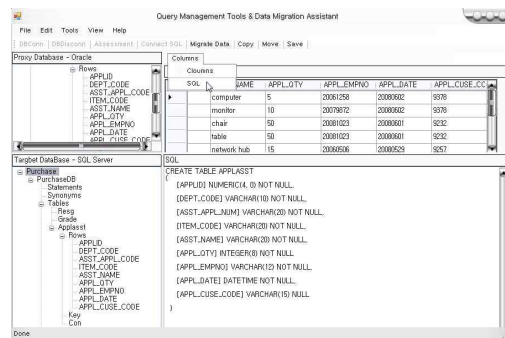 Query Management Tools & Data Migration Assistant
File Edit Tools View Help
DBConn DBDisconn Assessment Connect SQL Migrate Data Copy Move Save
Proxy Database - Oracle
Rows
APPLID
DEPT_CODE
ASST_APPL_CODE
ITEM_CODE
ASST_NAME
APPL_QTY
APPL_EMPNO
APPL_DATE
APPL_CUSE_CODE
Columns
Cloumns
SQL
NAME APPL_QTY APPL_EMPNO APPL_DATE APPL_CUSE_CC
computer 5 20061258 20080602 9378
monitor 10 20079872 20080602 9378
chair 50 20081023 20080601 9232
table 50 20081023 20080601 9232
network hub 15 20060506 20080529 9257
Targbet DataBase - SQL Server
Purchase
PurchaseDB
Statements
Synonyms
Tables
Resg
Grade
Applasst
Rows
APPLID
DEPT_CODE
ASST_APPL_CODE
ITEM_CODE
ASST_NAME
APPL_QTY
APPL_EMPNO
APPL_DATE
APPL_CUSE_CODE
Key
Con
SQL
CREATE TABLE APPLASST
(
[APPLID] NUMERIC(4, 0) NOT NULL,
[DEPT_CODE] VARCHAR(10) NOT NULL,
[ASST_APPL_NUM] VARCHAR(20) NOT NULL,
[ITEM_CODE] VARCHAR(20) NOT NULL,
[ASST_NAME] VARCHAR(20) NOT NULL,
[APPL_QTY] INTEGER(8) NOT NULL
[APPL_EMPNO] VARCHAR(12) NOT NULL,
[APPL_DATE] DATETIME NOT NULL,
[APPL_CUSE_CODE] VARCHAR(15) NULL
)
Done